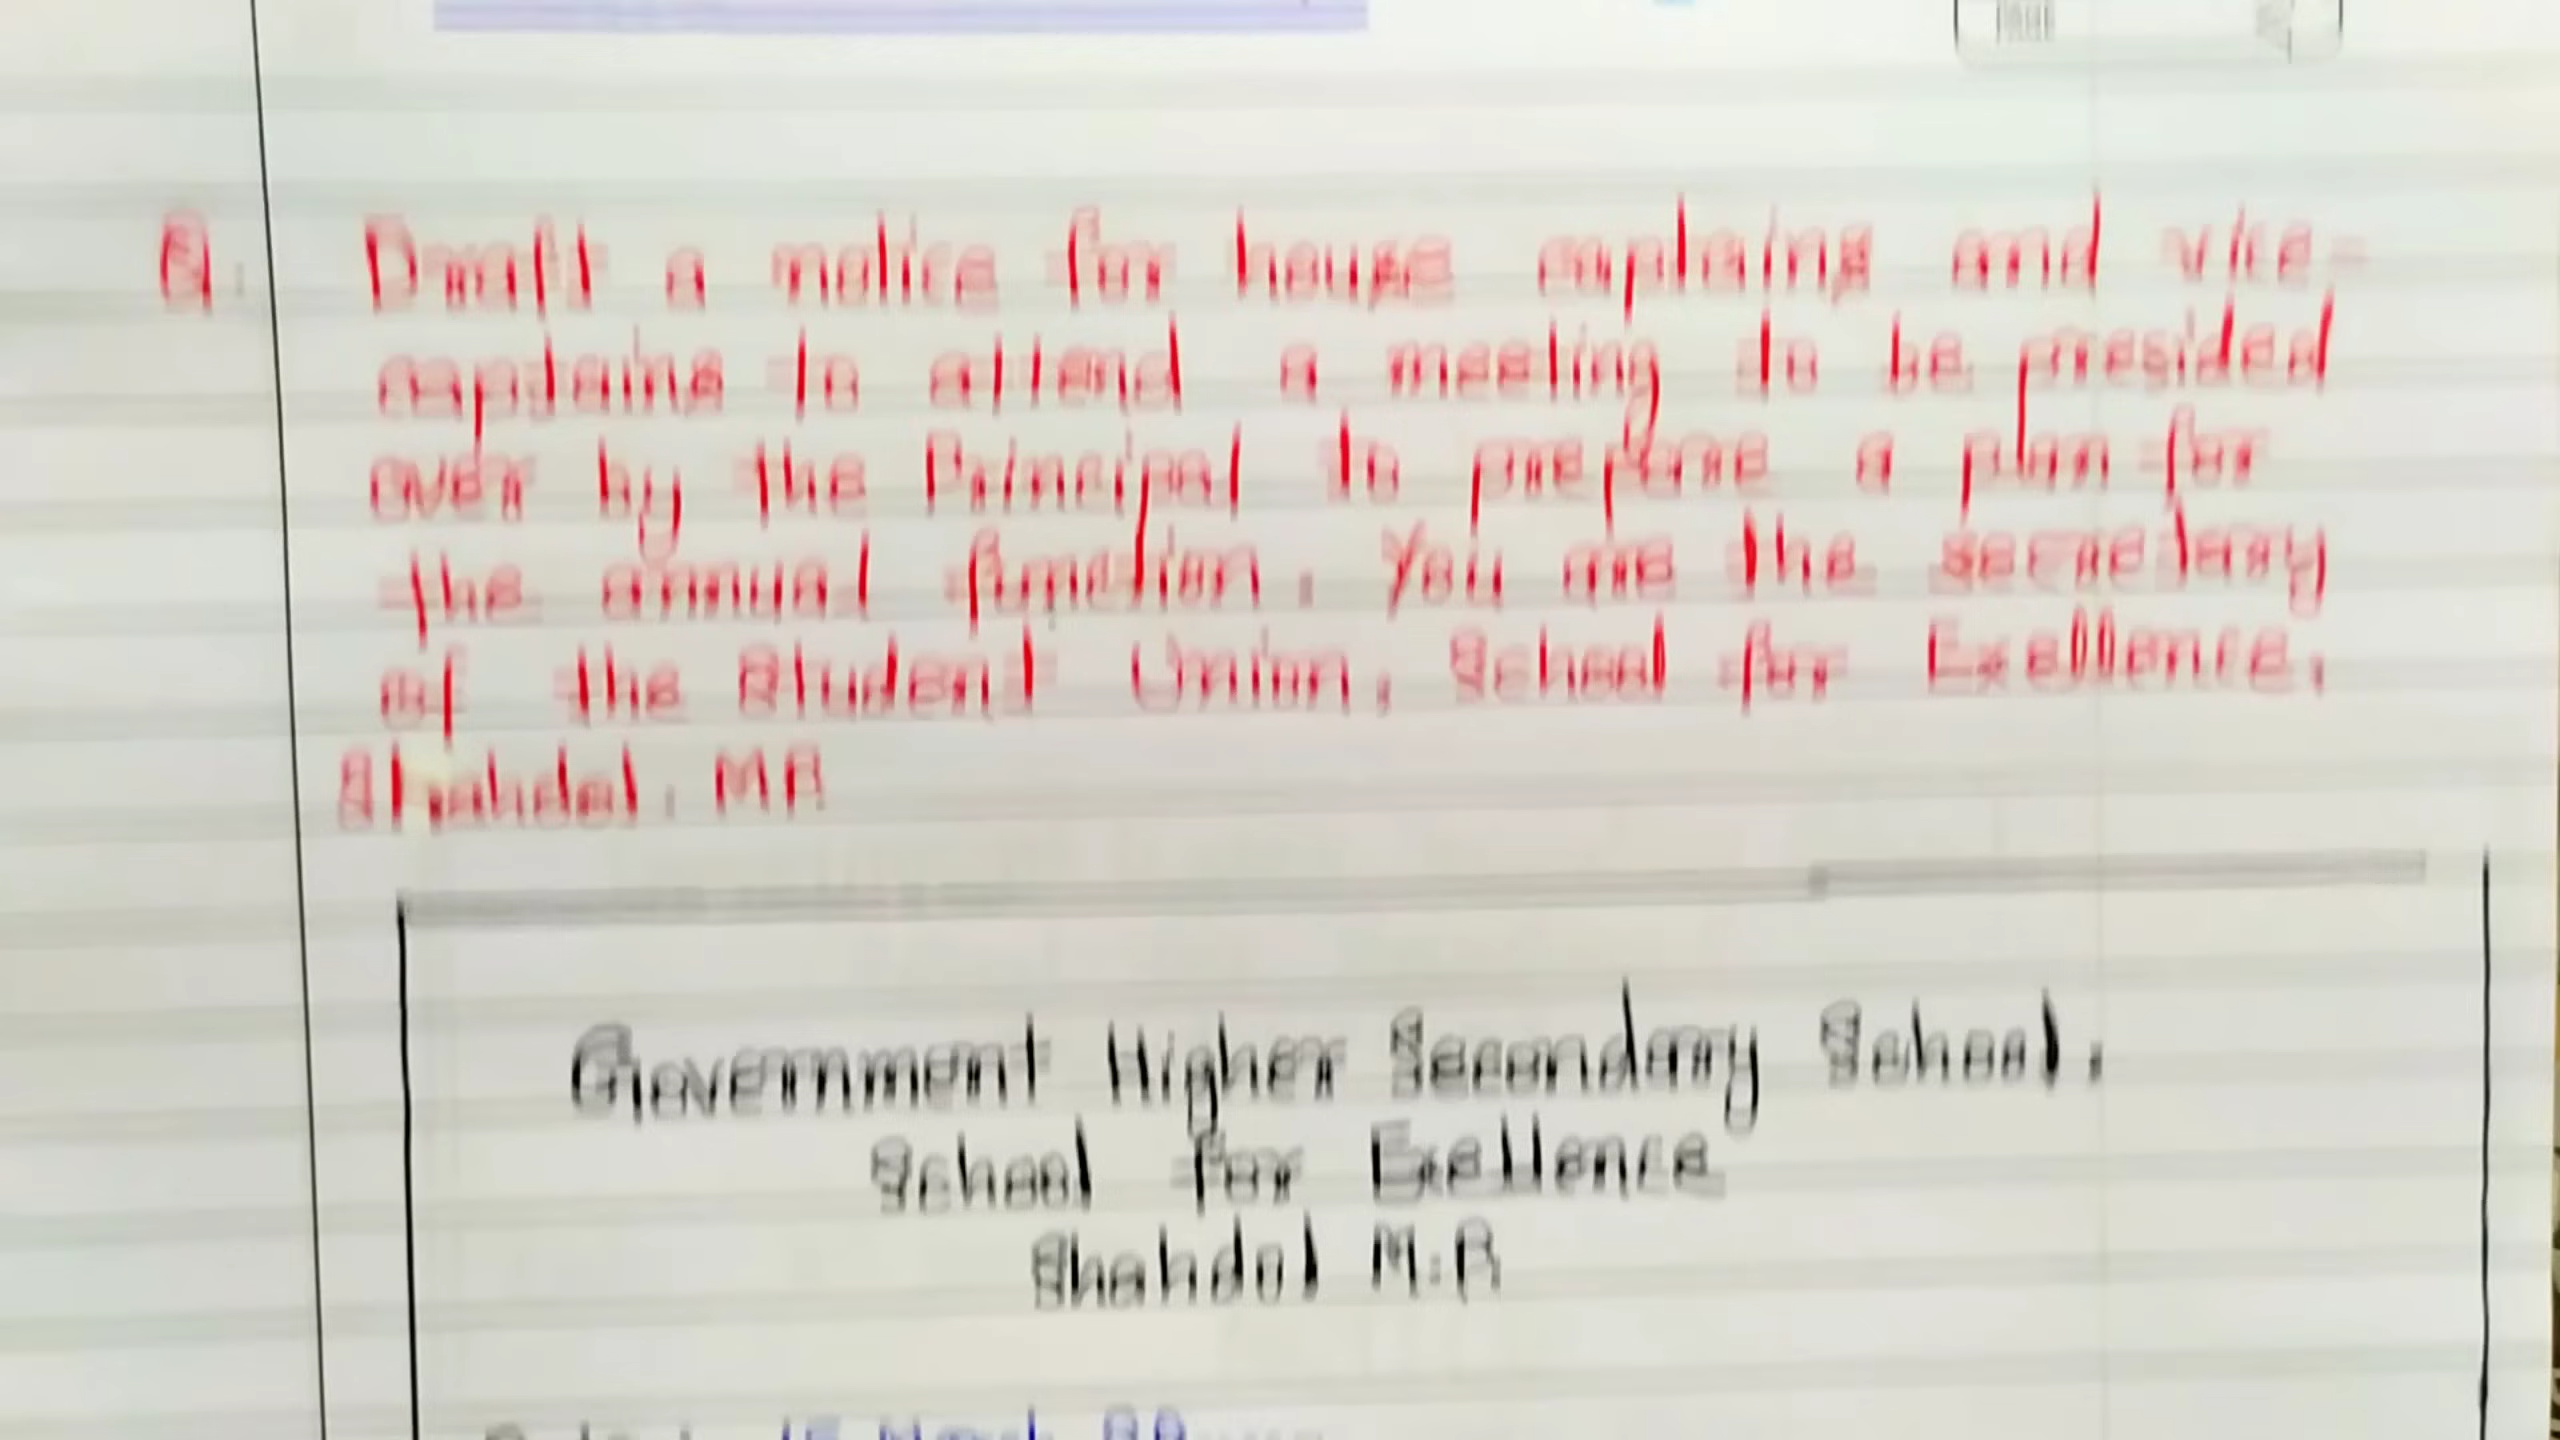 Q. Draft a notice for house captains and vice-
captains to attend a meeting to be presided
over by the Principal to prepare a plan for
the annual function. You are the secretary
of the Student Union, School for Exellence,
Shahdol, MP
Government Higher Secondary School,
School for Exellence
Shahdol M.P